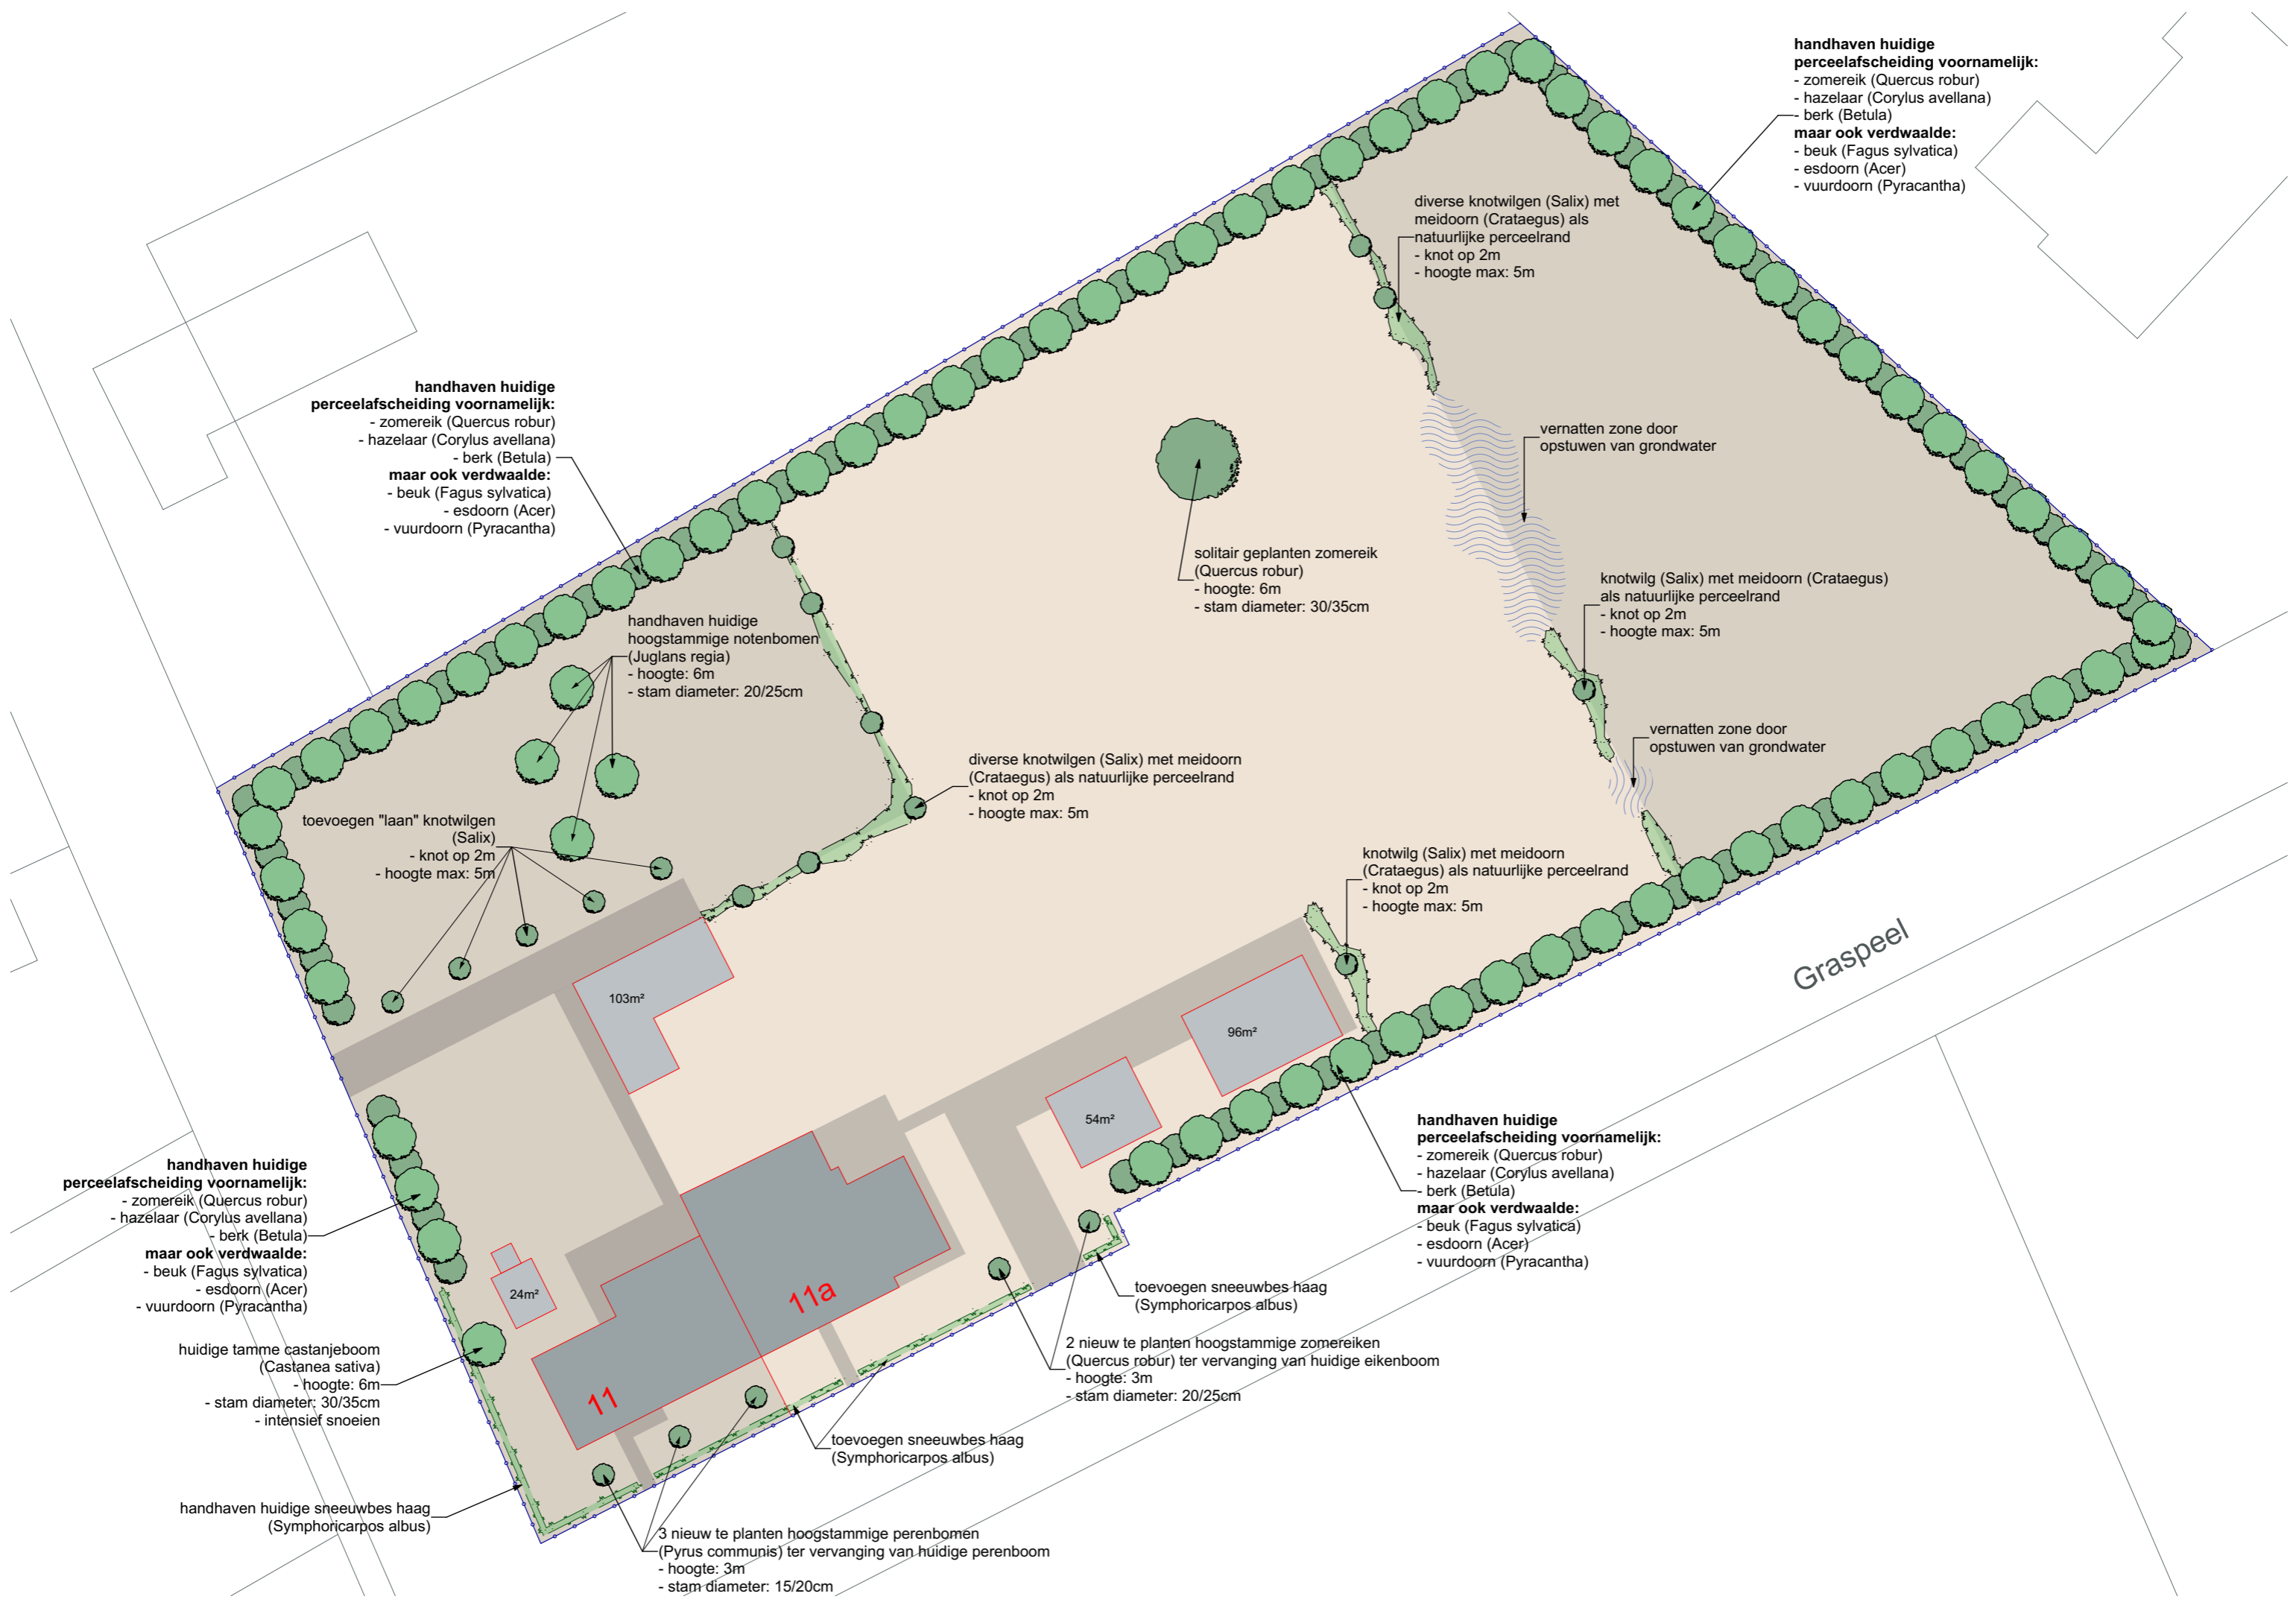 handhaven huidige
perceelafscheiding voornamelijk:
- zomereik (Quercus robur)
- hazelaar (Corylus avellana)
- berk (Betula)
maar ook verdwaalde:
- beuk (Fagus sylvatica)
- esdoorn (Acer)
- vuurdoorn (Pyracantha)
diverse knotwilgen (Salix) met
meidoorn (Crataegus) als
natuurlijke perceelrand
- knot op 2m
- hoogte max: 5m
handhaven huidige
perceelafscheiding voornamelijk:
- zomereik (Quercus robur)
- hazelaar (Corylus avellana)
- berk (Betula)
maar ook verdwaalde:
- beuk (Fagus sylvatica)
- esdoorn (Acer)
- vuurdoorn (Pyracantha)
vernatten zone door
opstuwen van grondwater
solitair geplanten zomereik
(Quercus robur)
- hoogte: 6m
- stam diameter: 30/35cm
knotwilg (Salix) met meidoorn (Crataegus)
als natuurlijke perceelrand
- knot op 2m
- hoogte max: 5m
handhaven huidige
hoogstammige notenbomen
(Juglans regia)
- hoogte: 6m
- stam diameter: 20/25cm
vernatten zone door
opstuwen van grondwater
diverse knotwilgen (Salix) met meidoorn
(Crataegus) als natuurlijke perceelrand
- knot op 2m
- hoogte max: 5m
toevoegen "laan" knotwilgen
(Salix)
- knot op 2m
- hoogte max: 5m
knotwilg (Salix) met meidoorn
(Crataegus) als natuurlijke perceelrand
- knot op 2m
- hoogte max: 5m
Graspeel
103m²
96m²
54m²
handhaven huidige
perceelafscheiding voornamelijk:
- zomereik (Quercus robur)
- hazelaar (Corylus avellana)
- berk (Betula)
maar ook verdwaalde:
- beuk (Fagus sylvatica)
- esdoorn (Acer)
- vuurdoorn (Pyracantha)
handhaven huidige
perceelafscheiding voornamelijk:
- zomereik (Quercus robur)
- hazelaar (Corylus avellana)
- berk (Betula)
maar ook verdwaalde:
- beuk (Fagus sylvatica)
- esdoorn (Acer)
- vuurdoorn (Pyracantha)
24m²
11a
11
toevoegen sneeuwbes haag
(Symphoricarpos albus)
huidige tamme castanjeboom
(Castanea sativa)
- hoogte: 6m
- stam diameter: 30/35cm
- intensief snoeien
2 nieuw te planten hoogstammige zomereiken
(Quercus robur) ter vervanging van huidige eikenboom
- hoogte: 3m
- stam diameter: 20/25cm
toevoegen sneeuwbes haag
(Symphoricarpos albus)
handhaven huidige sneeuwbes haag
(Symphoricarpos albus)
3 nieuw te planten hoogstammige perenbomen
(Pyrus communis) ter vervanging van huidige perenboom
- hoogte: 3m
- stam diameter: 15/20cm